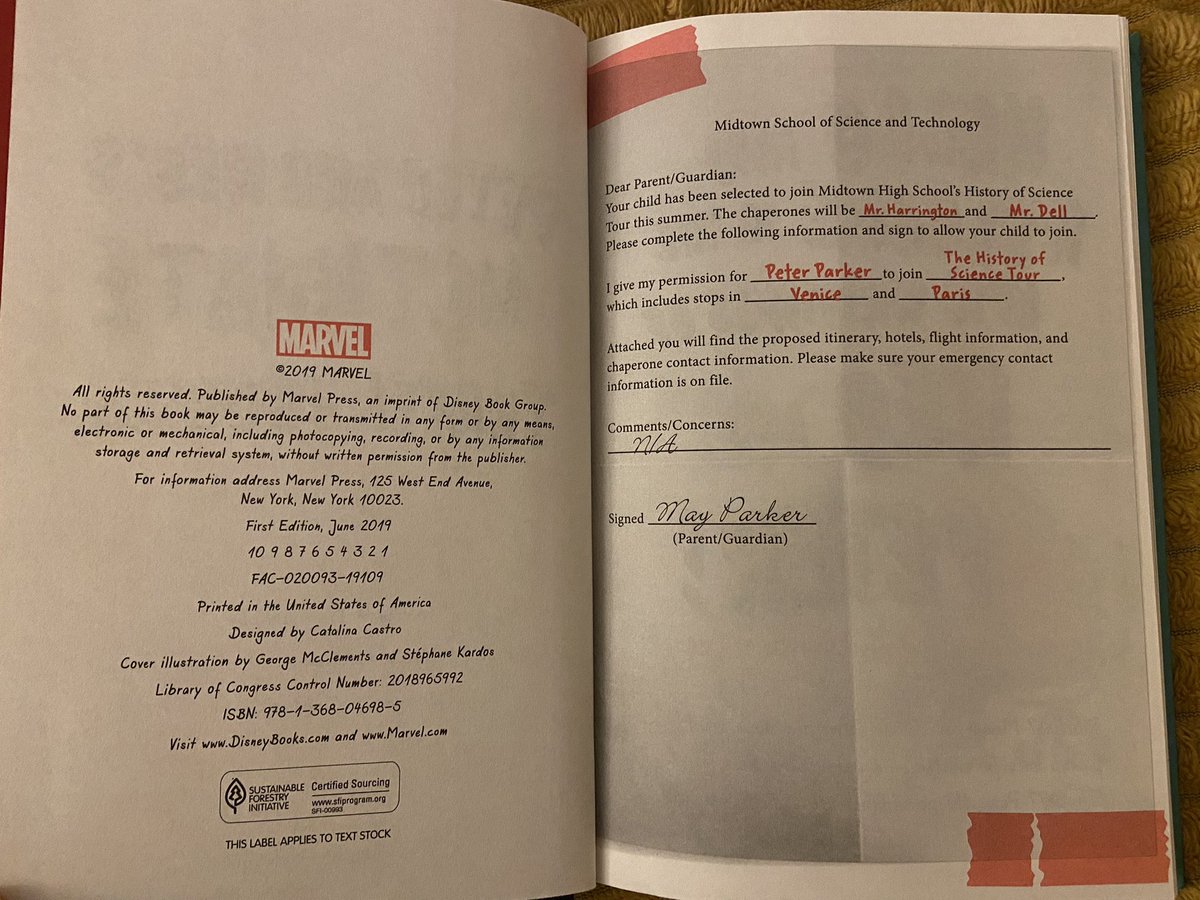 MARVEL
©2019 MARVEL
All rights reserved. Published by Marvel Press, an imprint of Disney Book Group.
No part of this book may be reproduced or transmitted in any form or by any means,
electronic or mechanical, including photocopying, recording, or by any information
storage and retrieval system, without written permission from the publisher.
For information address Marvel Press, 125 West End Avenue,
New York, New York 10023.
First Edition, June 2019
10 9 8 7 6 5 4 3 2 1
FAC-020093-19109
Printed in the United States of America
Designed by Catalina Castro
Cover illustration by George McClements and Stéphane Kardos
Library of Congress Control Number: 2018965992
ISBN: 978-1-368-04698-5
Visit www.DisneyBooks.com and www.Marvel.com
SUSTAINABLE
FORESTRY
INITIATIVE
Certified Sourcing
www.sfiprogram.org
SFI-00993
THIS LABEL APPLIES TO TEXT STOCK
Midtown School of Science and Technology
Dear Parent/Guardian:
Your child has been selected to join Midtown High School's History of Science
Tour this summer. The chaperones will be Mr. Harrington and Mr. Dell.
Please complete the following information and sign to allow your child to join.
I give my permission for Peter Parker to join The History of
Science Tour,
which includes stops in Venice and Paris.
Attached you will find the proposed itinerary, hotels, flight information, and
chaperone contact information. Please make sure your emergency contact
information is on file.
Comments/Concerns:
N/A
Signed May Parker
(Parent/Guardian)